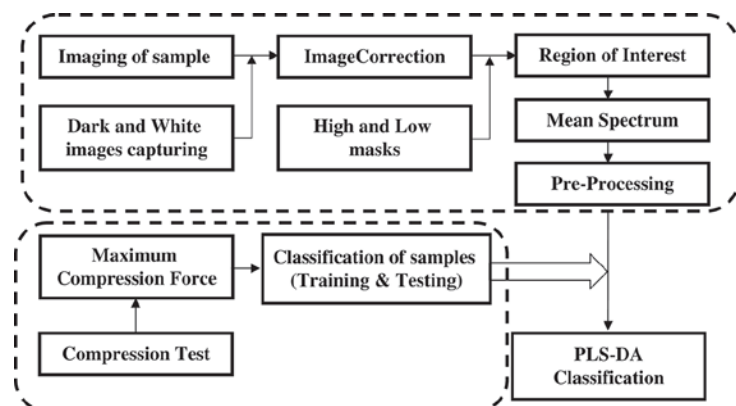 Imaging of sample
ImageCorrection
Region of Interest
Dark and White
images capturing
High and Low
masks
Mean Spectrum
Pre-Processing
Maximum
Compression Force
Classification of samples
(Training & Testing)
Compression Test
PLS-DA
Classification